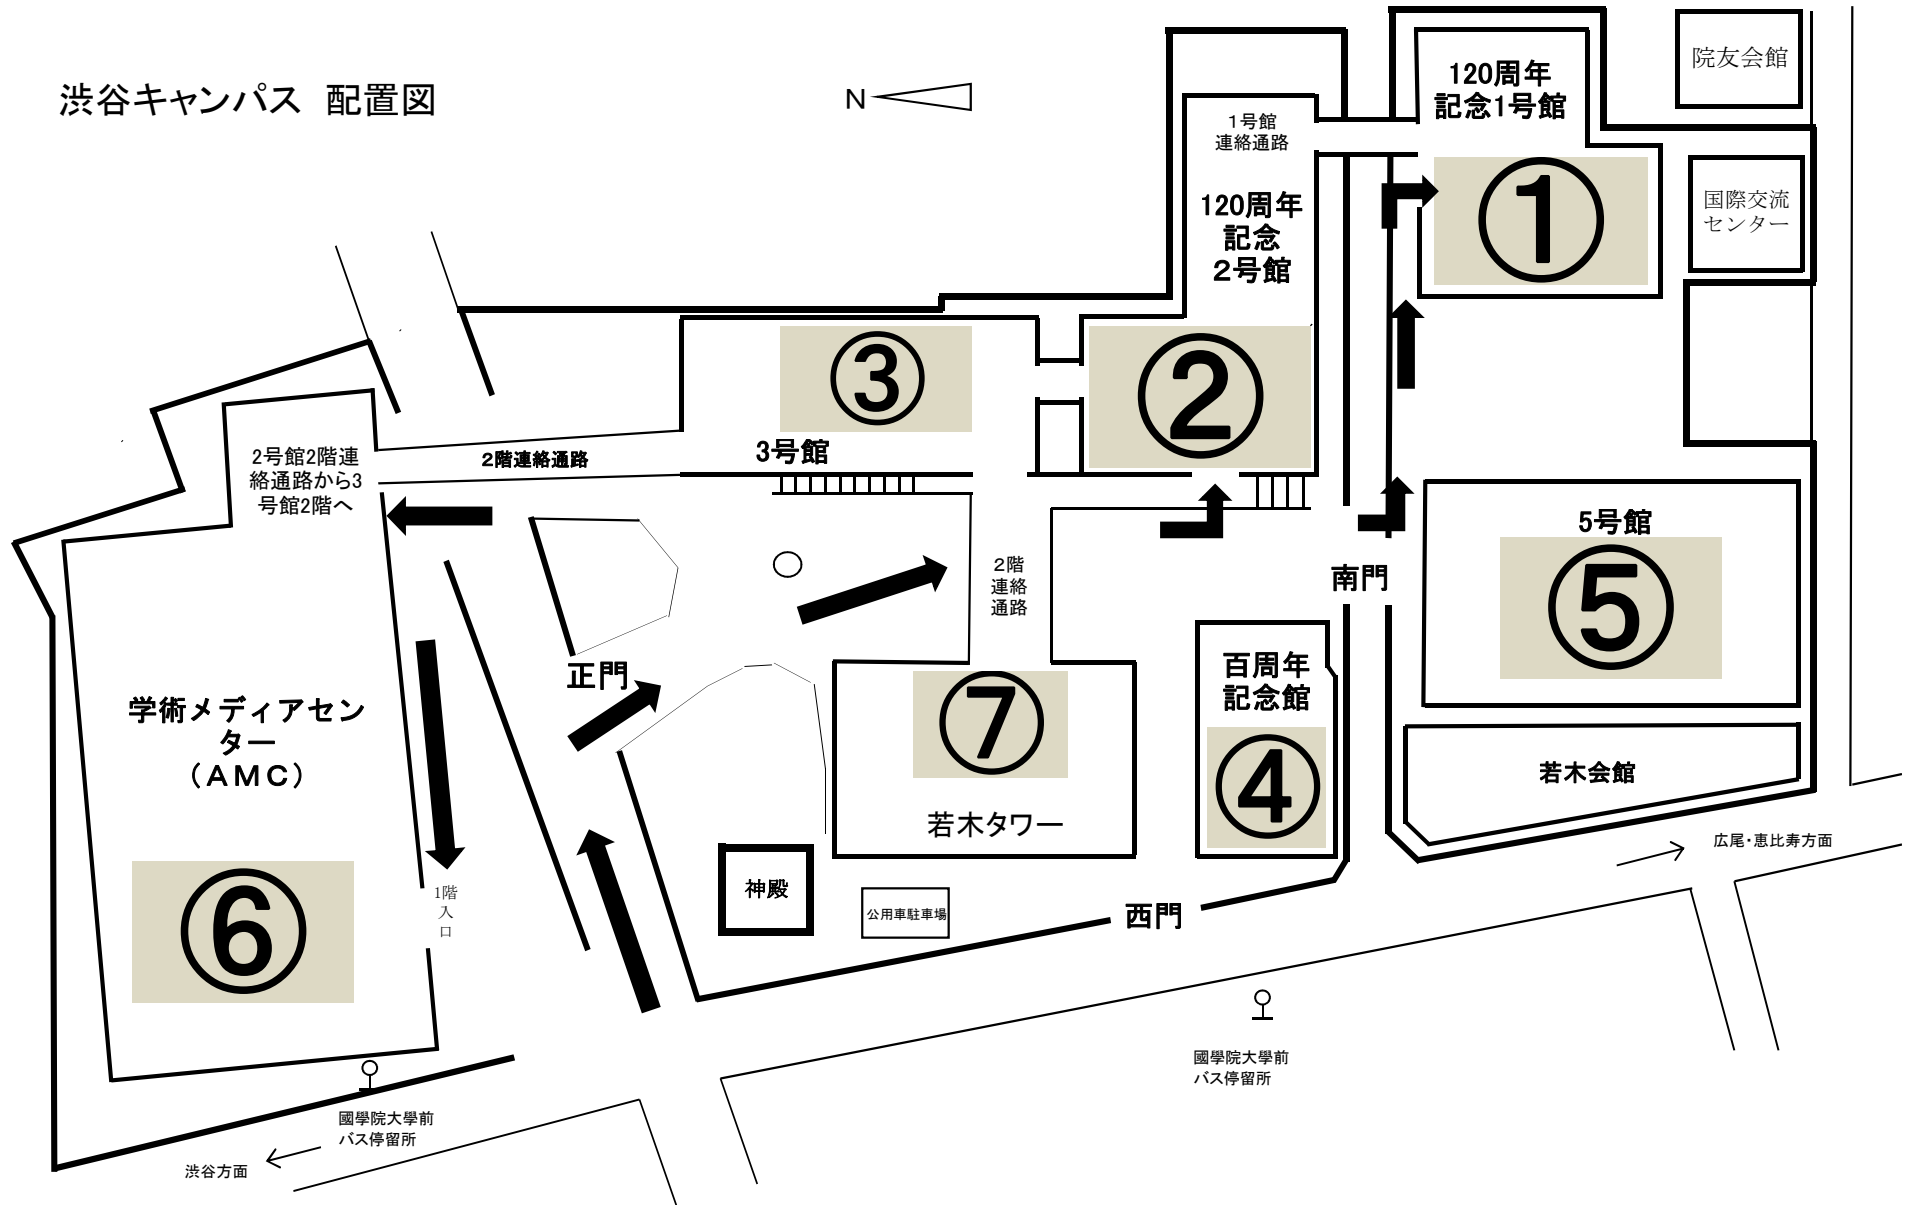 渋谷キャンパス 配置図
N
院友会館
120周年
記念1号館
①
1号館
連絡通路
120周年
記念
2号館
国際交流
センター
③
②
3号館
2階連絡通路
2号館2階連
絡通路から3
号館2階へ
5号館
⑤
2階
連絡
通路
南門
正門
百周年
記念館
④
⑦
若木タワー
学術メディアセン
ター
(AMC)
⑥
1階
入
口
若木会館
広尾・恵比寿方面
神殿
公用車駐車場
西門
國學院大學前
バス停留所
國學院大學前
バス停留所
渋谷方面